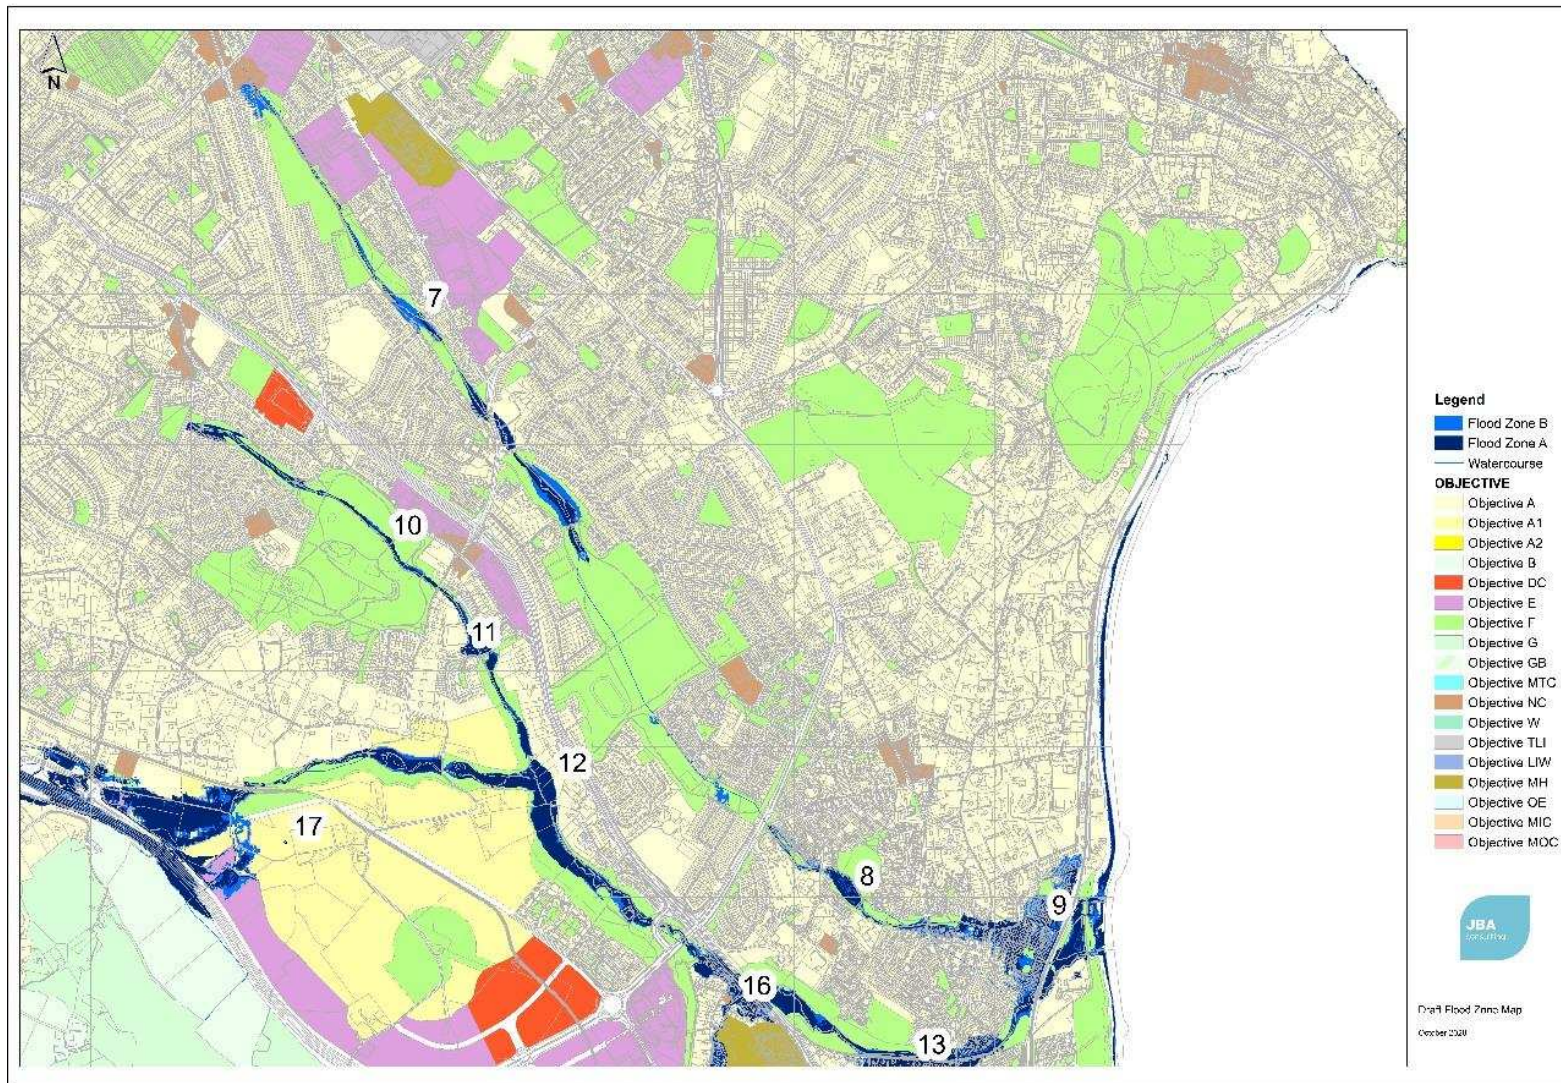 N
7
10
11
12
17
8
9
16
13
Legend
Flood Zone B
Flood Zone A
Watercourse
OBJECTIVE
Objective A
Objective A1
Objective A2
Objective B
Objective DC
Objective E
Objective F
Objective G
Objective GB
Objective MTC
Objective NC
Objective W
Objective TLI
Objective LIW
Objective MH
Objective OE
Objective MIC
Objective MOC
JBA
consulting
Draft Flood Zone Map
October 2020